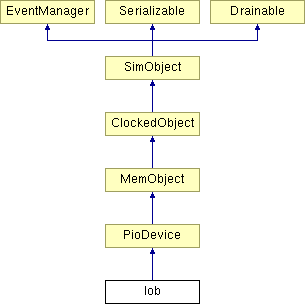 EventManager Serializable Drainable
SimObject
ClockedObject
MemObject
PioDevice
Iob